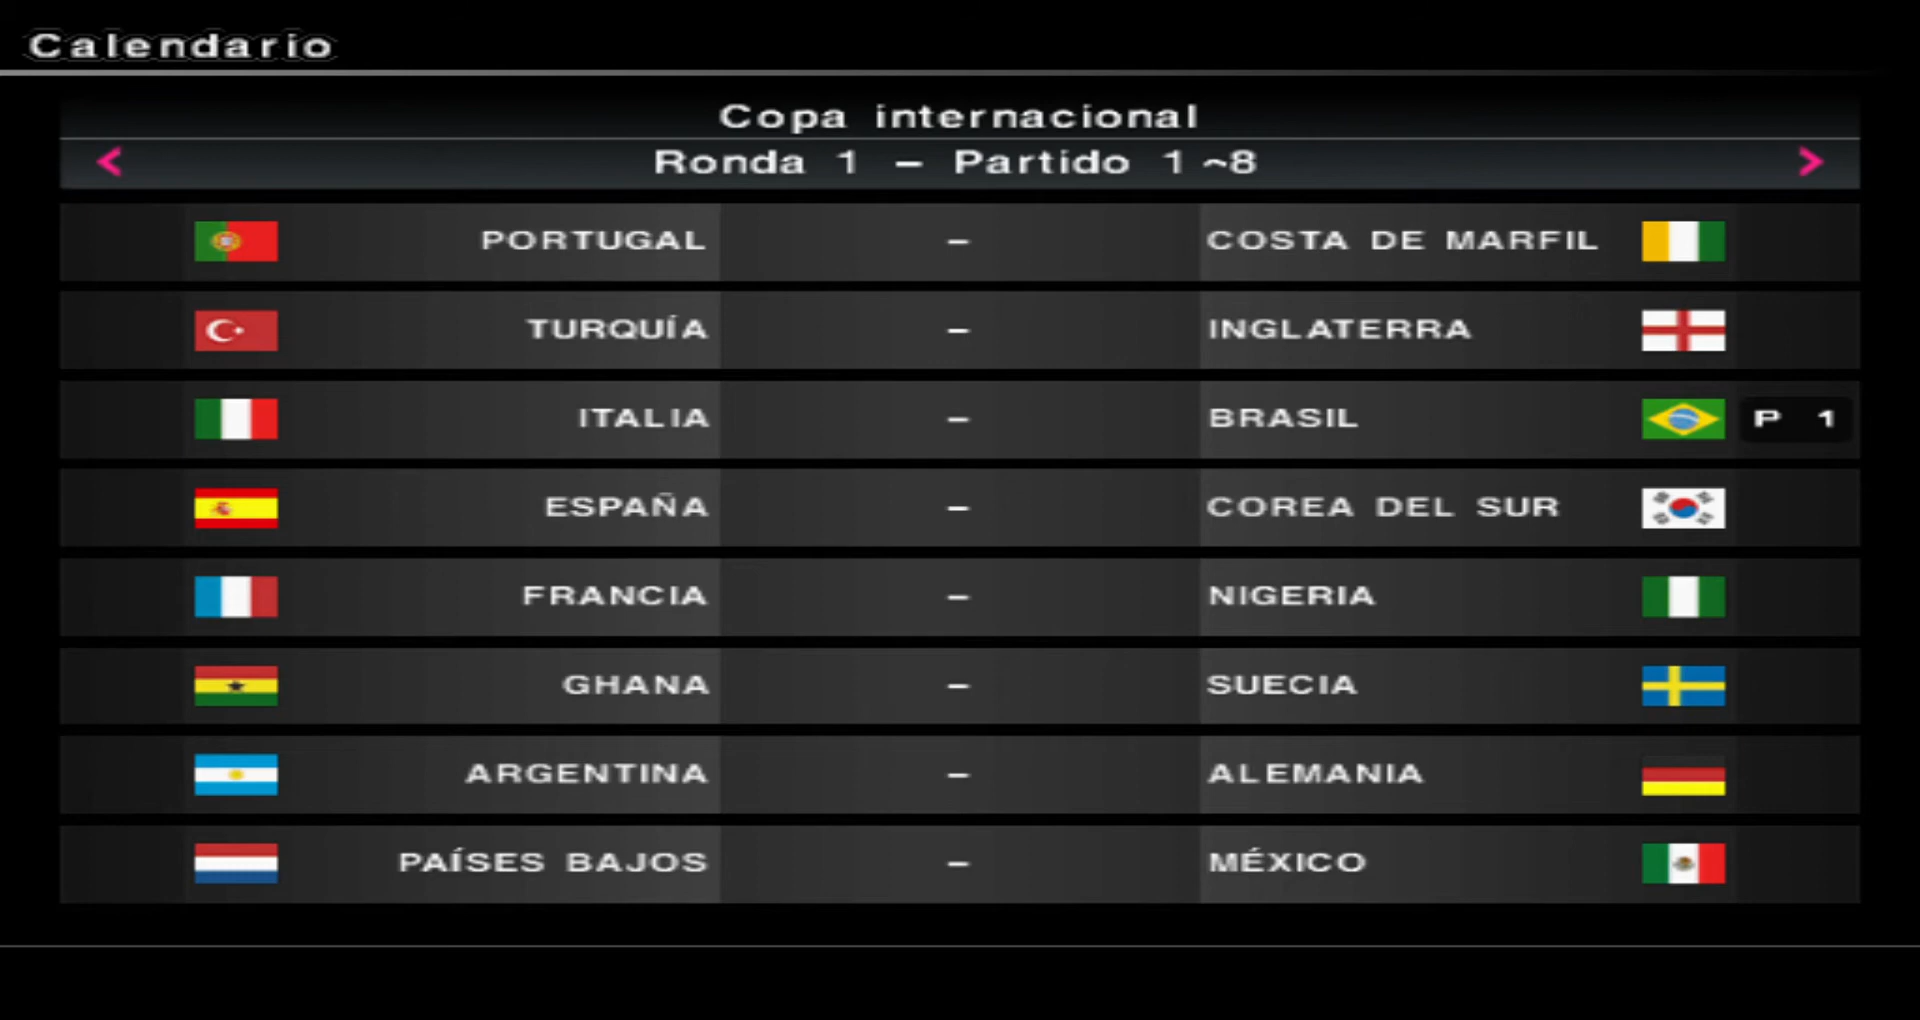 Calendario
Copa internacional
Ronda 1 - Partido 1~8
PORTUGAL - COSTA DE MARFIL
TURQUÍA - INGLATERRA
ITALIA - BRASIL P 1
ESPAÑA - COREA DEL SUR
FRANCIA - NIGERIA
GHANA - SUECIA
ARGENTINA - ALEMANIA
PAÍSES BAJOS - MÉXICO